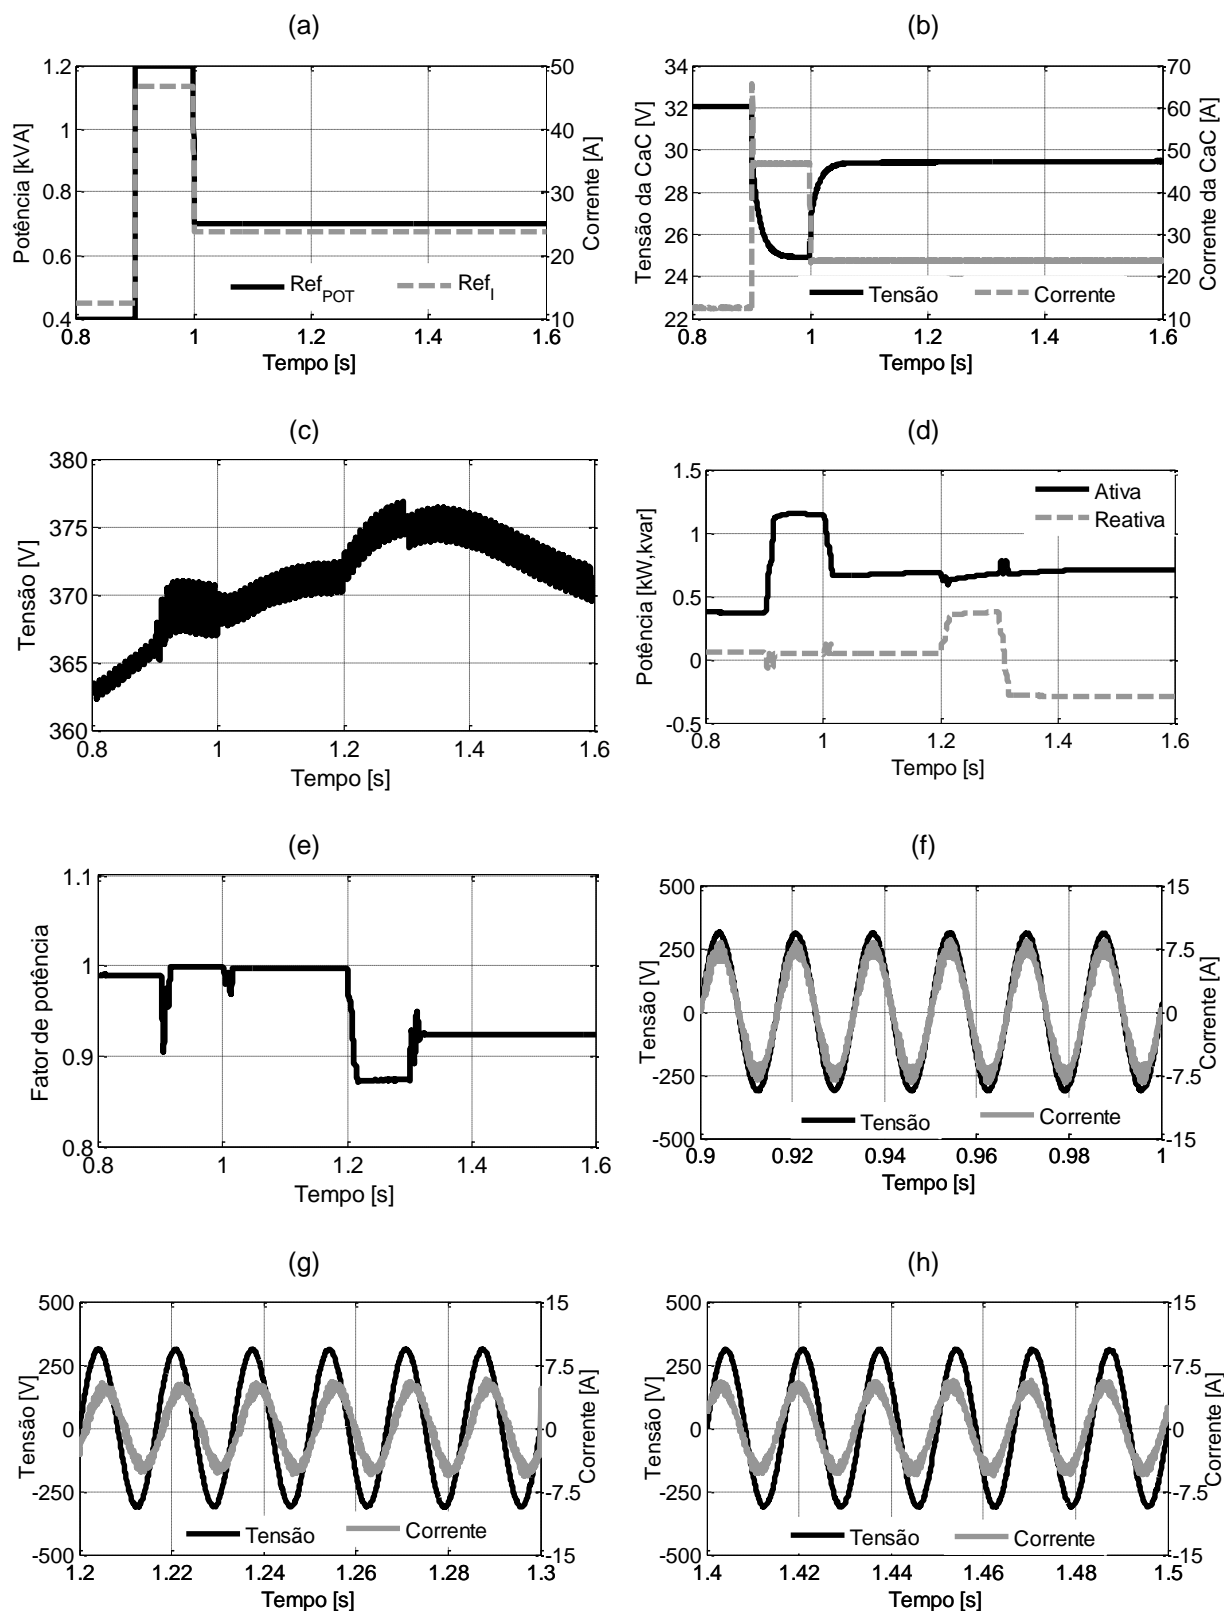 (a)
1.2
1
0.8
0.6
0.4
Potência [kVA]
50
40
30
20
10
Corrente [A]
Ref POT
Ref I
0.8
1
1.2
1.4
1.6
Tempo [s]
(b)
34
32
30
28
26
24
22
Tensão da CaC [V]
70
60
50
40
30
20
10
Corrente da CaC [A]
Tensão
Corrente
0.8
1
1.2
1.4
1.6
Tempo [s]
(c)
380
375
370
365
360
Tensão [V]
0.8
1
1.2
1.4
1.6
Tempo [s]
(d)
1.5
1
0.5
0
-0.5
Potência [kW,kvar]
Ativa
Reativa
0.8
1
1.2
1.4
1.6
Tempo [s]
(e)
1.1
1
0.9
0.8
Fator de potência
0.8
1
1.2
1.4
1.6
Tempo [s]
(f)
500
250
0
-250
-500
Tensão [V]
15
7.5
0
-7.5
-15
Corrente [A]
Tensão
Corrente
0.9
0.92
0.94
0.96
0.98
1
Tempo [s]
(g)
500
250
0
-250
-500
Tensão [V]
15
7.5
0
-7.5
-15
Corrente [A]
Tensão
Corrente
1.2
1.22
1.24
1.26
1.28
1.3
Tempo [s]
(h)
500
250
0
-250
-500
Tensão [V]
15
7.5
0
-7.5
-15
Corrente [A]
Tensão
Corrente
1.4
1.42
1.44
1.46
1.48
1.5
Tempo [s]